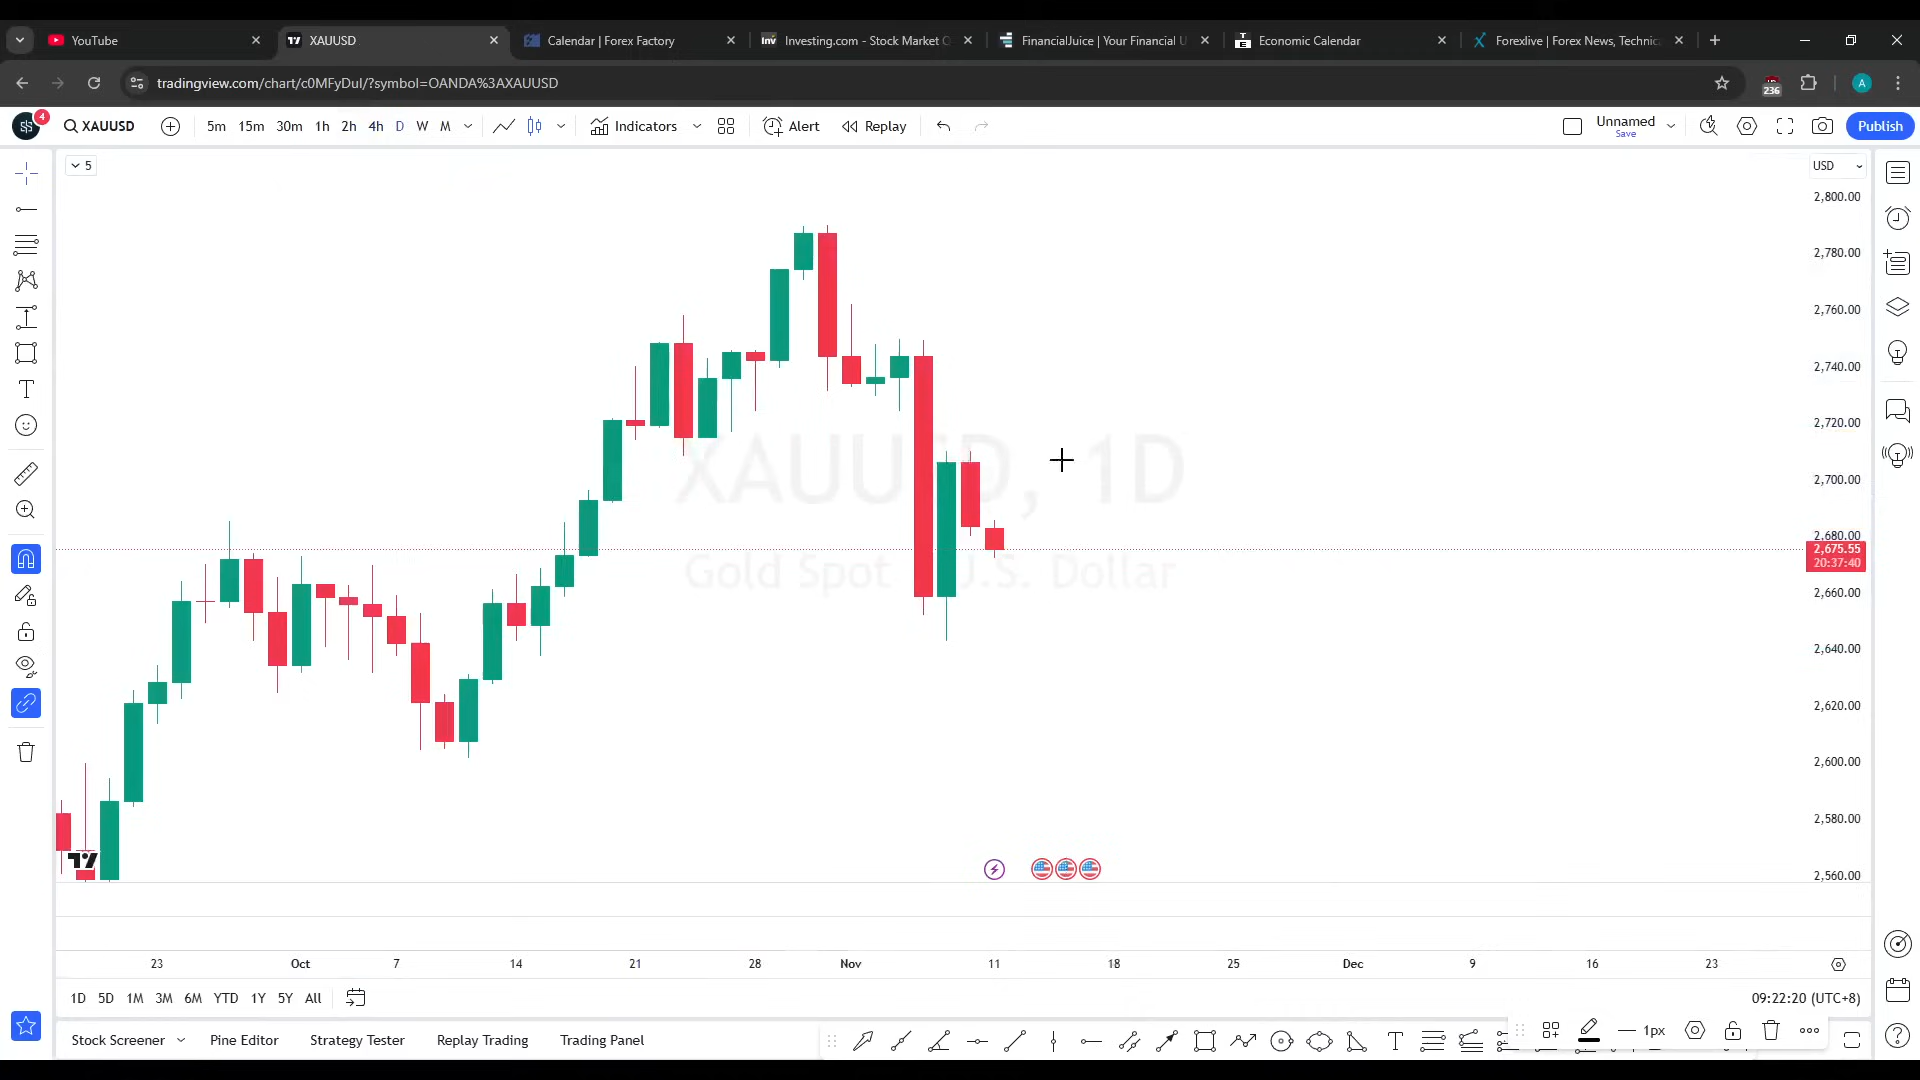 YouTube
XAUUSD
Calendar | Forex Factory
Inv Investing.com - Stock Market Q
FinancialJuice | Your Financial
TE Economic Calendar
Forexlive | Forex News, Technic
tradingview.com/chart/c0MFyDuI/?symbol=OANDA%3AXAUUSD
236
A
4
XAUUSD
5m 15m 30m 1h 2h 4h D W M
Indicators
Alert
Replay
Unnamed
Save
Publish
5
USD
2,800.00
2,780.00
2,760.00
2,740.00
2,720.00
2,700.00
2,680.00
2,675.55
20:37:40
2,660.00
2,640.00
2,620.00
2,600.00
2,580.00
2,560.00
XAUUSD, 1D
Gold Spot U.S. Dollar
23 Oct 7 14 21 28 Nov 11 18 25 Dec 9 16 23
1D 5D 1M 3M 6M YTD 1Y 5Y All
09:22:20 (UTC+8)
Stock Screener
Pine Editor
Strategy Tester
Replay Trading
Trading Panel
1px